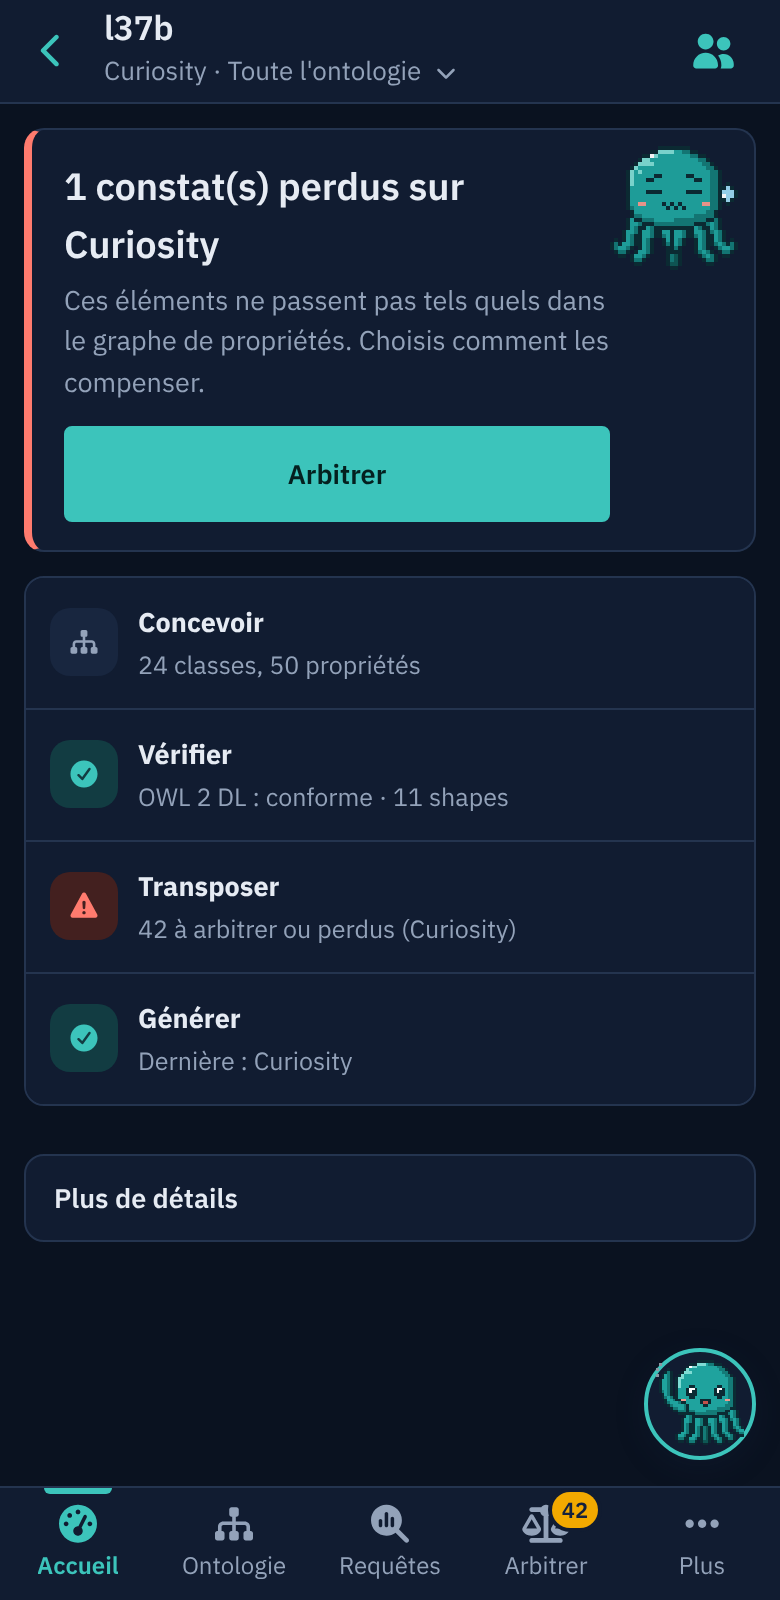 l37b
Curiosity · Toute l'ontologie
1 constat(s) perdus sur
Curiosity
Ces éléments ne passent pas tels quels dans
le graphe de propriétés. Choisis comment les
compenser.
Arbitrer
Concevoir
24 classes, 50 propriétés
Vérifier
OWL 2 DL : conforme · 11 shapes
Transposer
42 à arbitrer ou perdus (Curiosity)
Générer
Dernière : Curiosity
Plus de détails
42
Accueil
Ontologie
Requêtes
Arbitrer
Plus